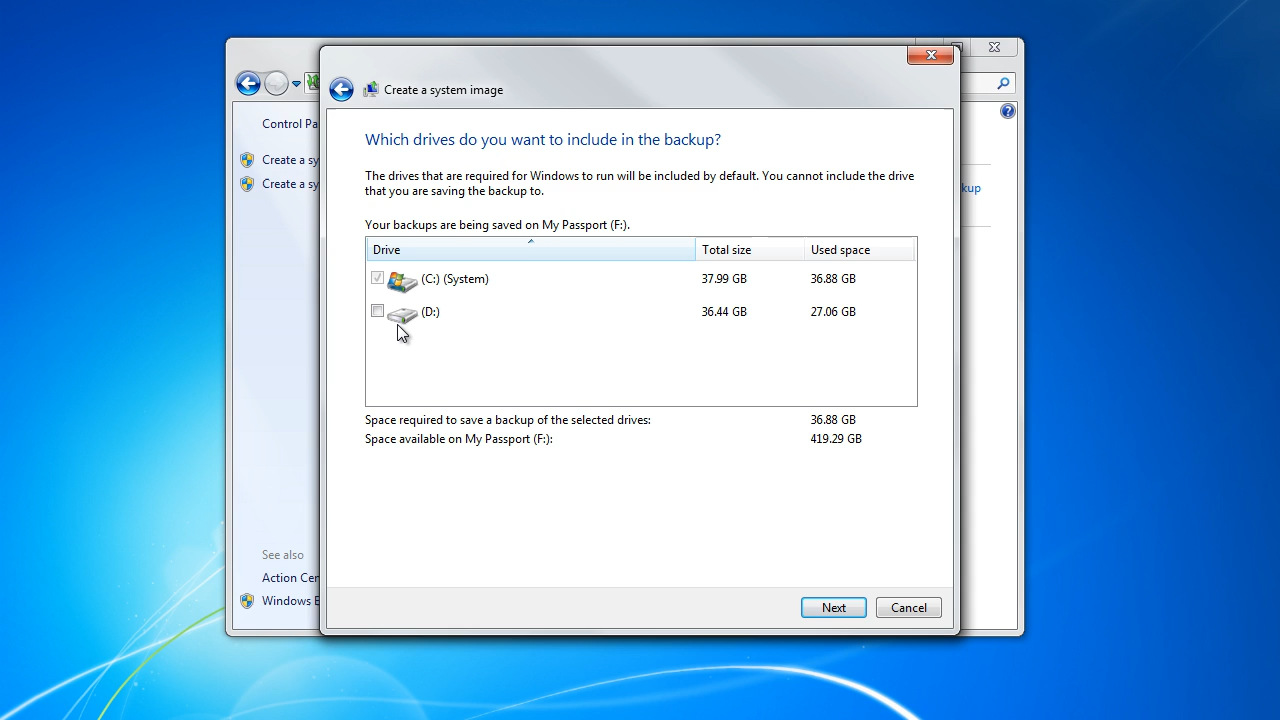 Create a system image
Control Pa
Create a sy
Create a sy
kup
Which drives do you want to include in the backup?
The drives that are required for Windows to run will be included by default. You cannot include the drive
that you are saving the backup to.
Your backups are being saved on My Passport (F:).
Drive Total size Used space
(C:) (System) 37.99 GB 36.88 GB
(D:) 36.44 GB 27.06 GB
Space required to save a backup of the selected drives: 36.88 GB
Space available on My Passport (F:): 419.29 GB
See also
Action Cen
Windows E
Next Cancel